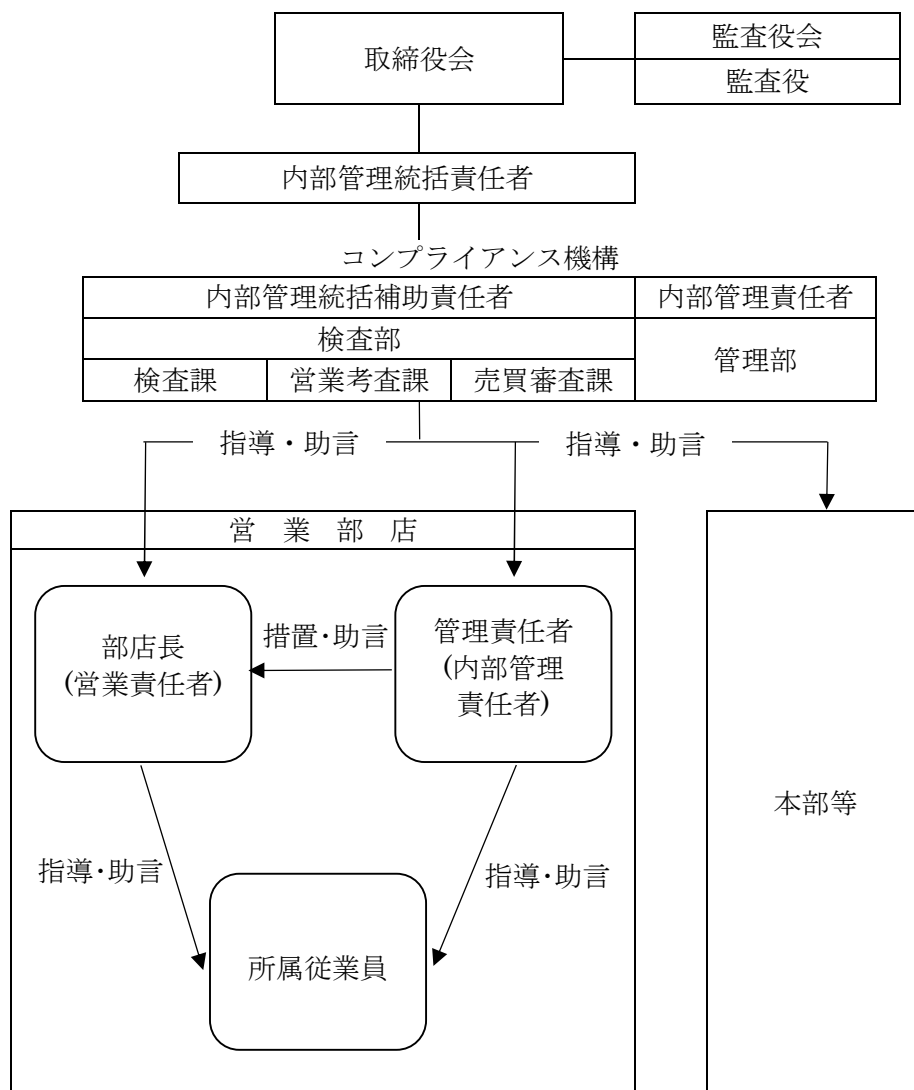 取締役会
監査役会
監査役
内部管理統括責任者
コンプライアンス機構
内部管理統括補助責任者
内部管理責任者
検査部
管理部
検査課
営業考査課
売買審査課
指導・助言
指導・助言
営 業 部 店
部店長
(営業責任者)
措置・助言
管理責任者
(内部管理
責任者)
本部等
指導・助言
指導・助言
所属従業員